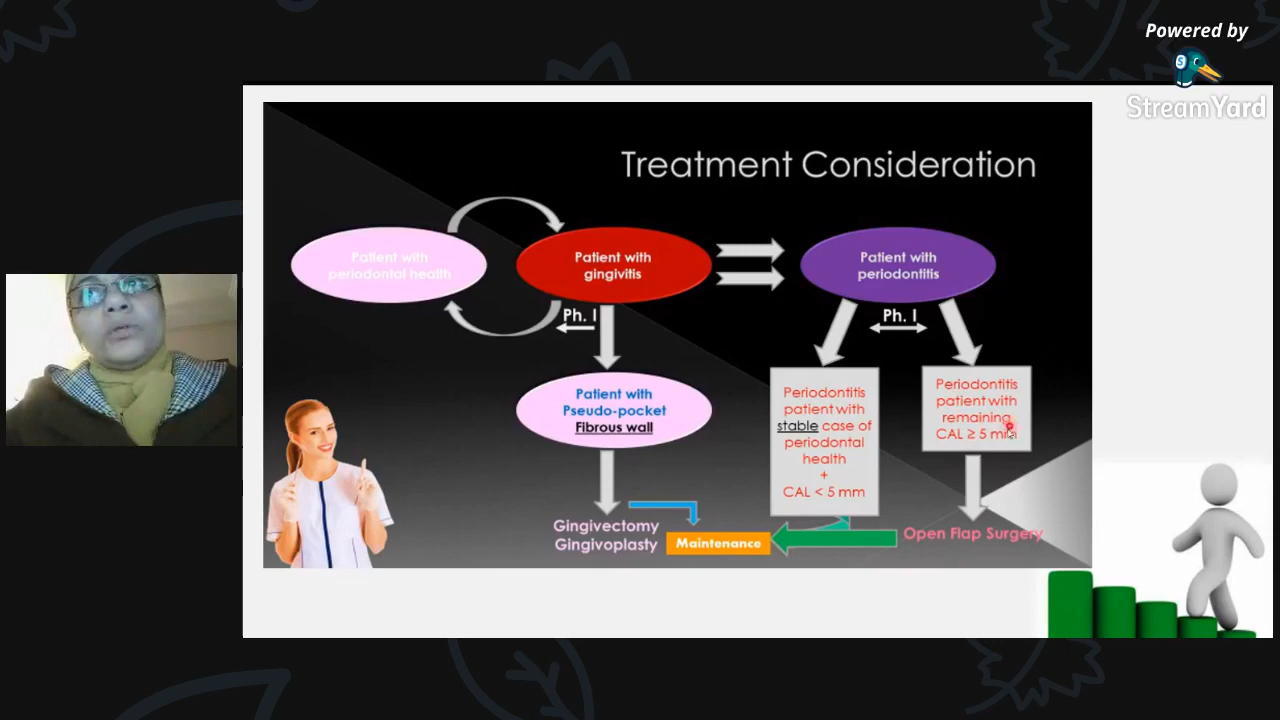 Powered by
StreamYard
Treatment Consideration
Patient with
periodontal health
Patient with
gingivitis
Patient with
periodontitis
Ph. I
Ph. I
Patient with
Pseudo-pocket
Fibrous wall
Periodontitis
patient with
stable case of
periodontal
health
+
CAL < 5 mm
Periodontitis
patient with
remaining
CAL ≥ 5 mm
Gingivectomy
Gingivoplasty
Maintenance
Open Flap Surgery